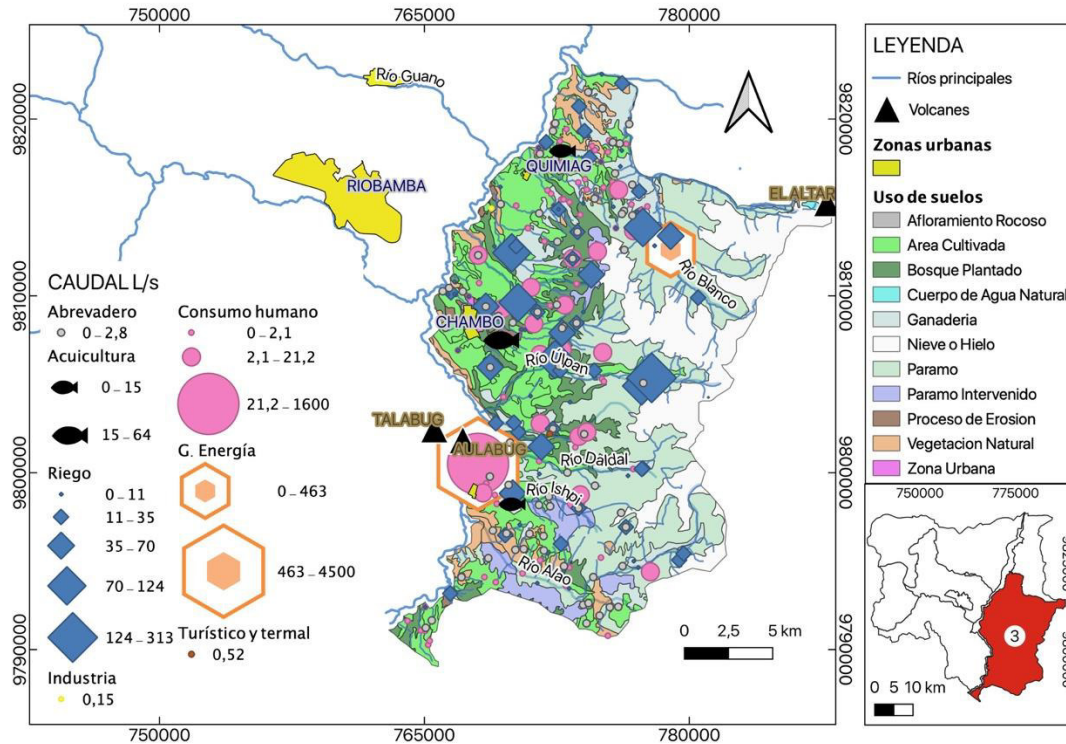 750000 765000 780000
9820000
9810000
9800000
9790000
9820000
9810000
9800000
9790000
Río Guano
QUIMIAG
RIOBAMBA
EL ALTAR
Río Blanco
CHAMBO
Río Úlpan
TALABUG
AULABUG
Río Daldal
Río Ishpi
Río Alao
CAUDAL L/s
Abrevadero
0 – 2,8
Acuicultura
0 – 15
15 – 64
Riego
0 – 11
11 – 35
35 – 70
70 – 124
124 – 313
Industria
0,15
Consumo humano
0 – 2,1
2,1 – 21,2
21,2 – 1600
G. Energía
0 – 463
463 – 4500
Turístico y termal
0,52
0 2,5 5 km
750000 765000 780000
LEYENDA
Ríos principales
Volcanes
Zonas urbanas
Uso de suelos
Afloramiento Rocoso
Area Cultivada
Bosque Plantado
Cuerpo de Agua Natural
Ganaderia
Nieve o Hielo
Paramo
Paramo Intervenido
Proceso de Erosion
Vegetacion Natural
Zona Urbana
750000 775000
3
0 5 10 km